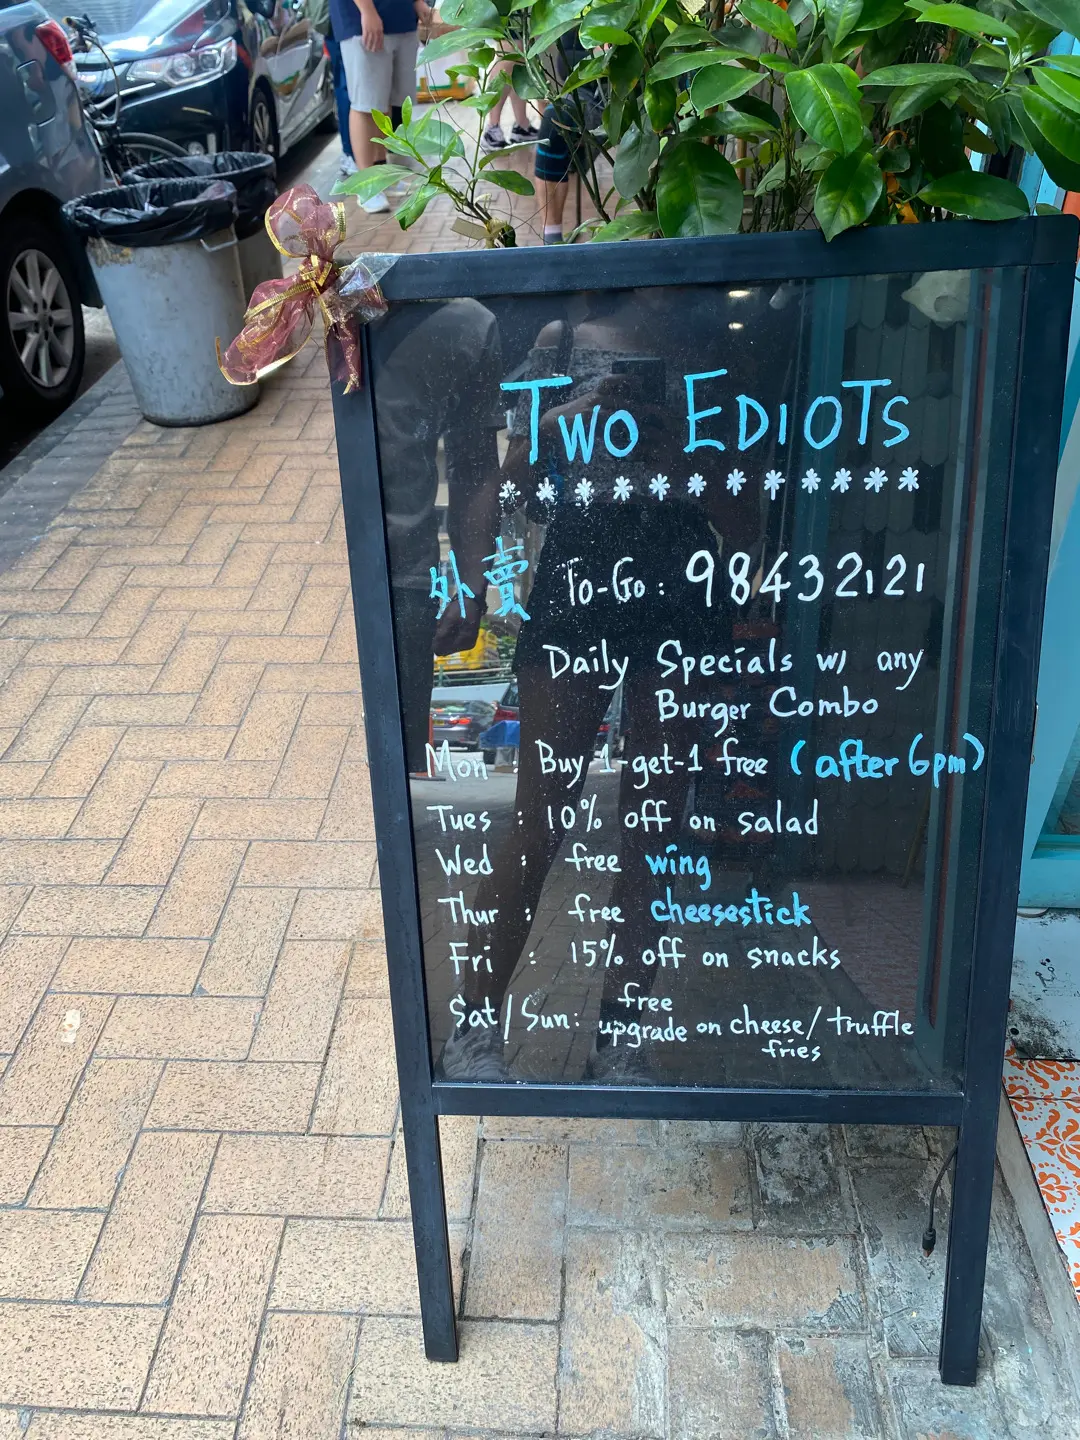 TWO EDIOTS
************
外賣 To-Go: 98432121
Daily Specials w/ any
Burger Combo
Mon : Buy 1-get-1 free (after 6pm)
Tues : 10% off on salad
Wed : free wing
Thur : free cheesestick
Fri : 15% off on snacks
Sat/Sun: free upgrade on cheese/truffle
fries